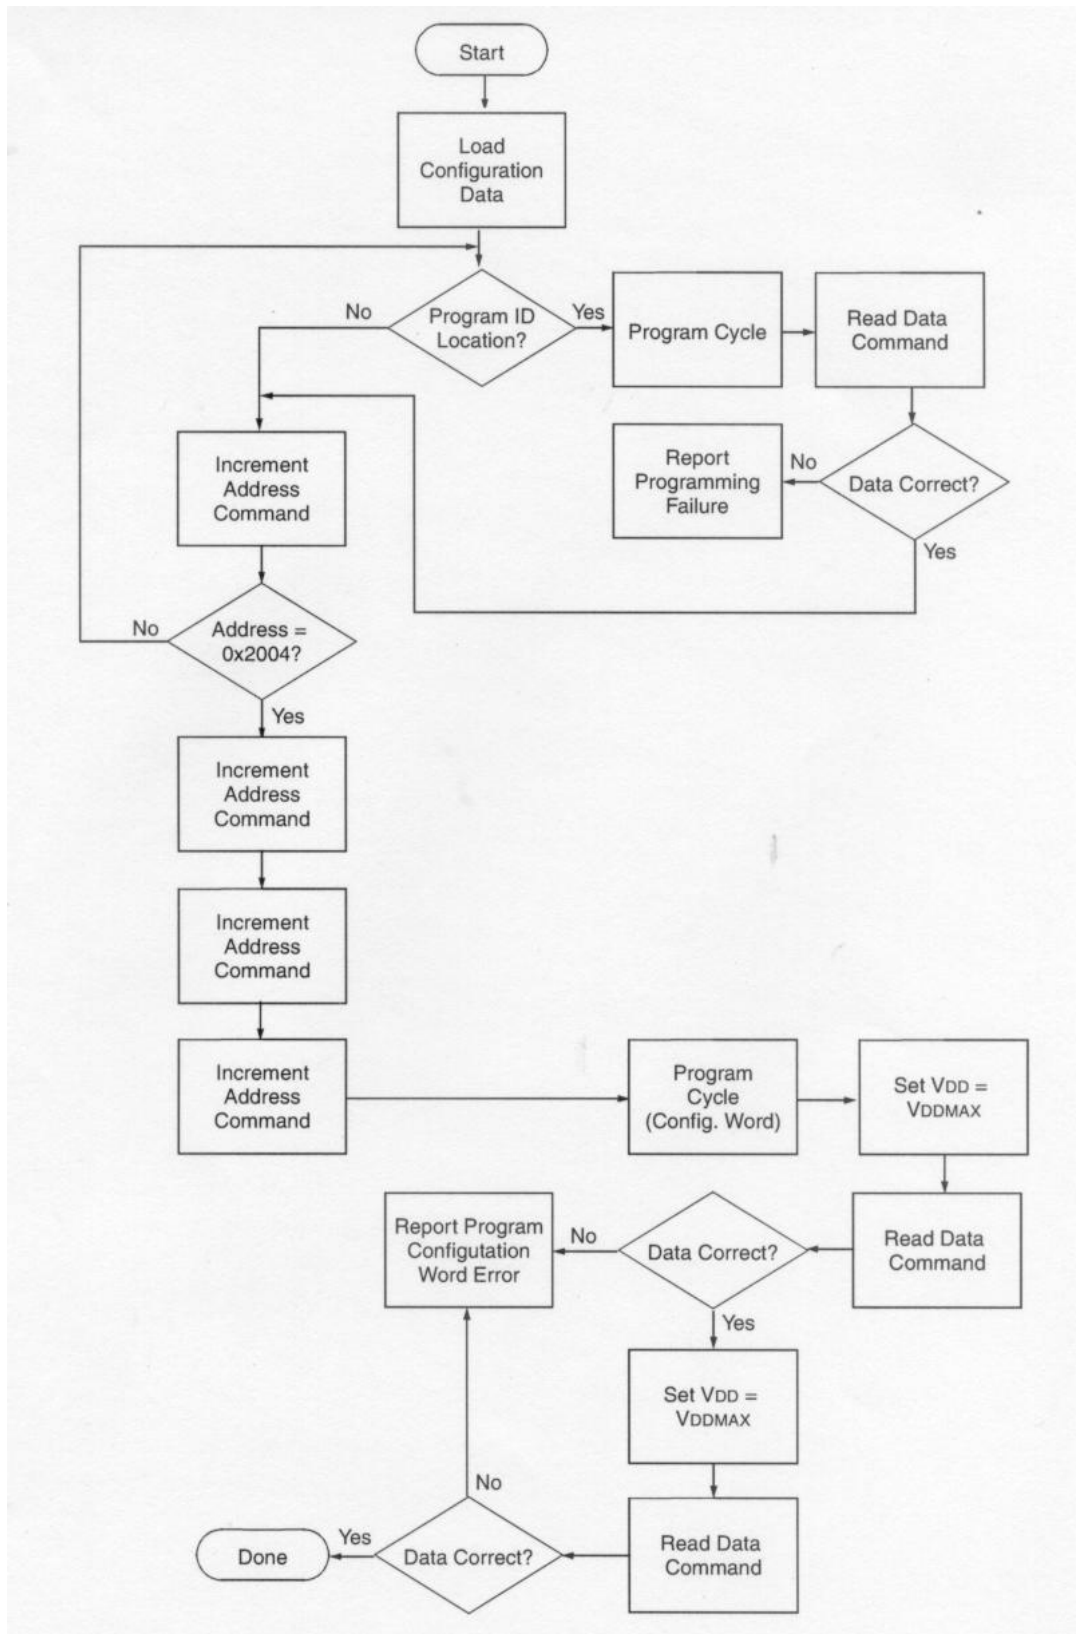 Start
Load
Configuration
Data
No
Program ID
Location?
Yes
Program Cycle
Read Data
Command
Increment
Address
Command
Report
Programming
Failure
No
Data Correct?
Yes
No
Address =
0x2004?
Yes
Increment
Address
Command
Increment
Address
Command
Increment
Address
Command
Program
Cycle
(Config. Word)
Set VDD =
VDDMAX
Report Program
Configutation
Word Error
No
Data Correct?
Read Data
Command
Yes
Set VDD =
VDDMAX
No
Done
Yes
Data Correct?
Read Data
Command